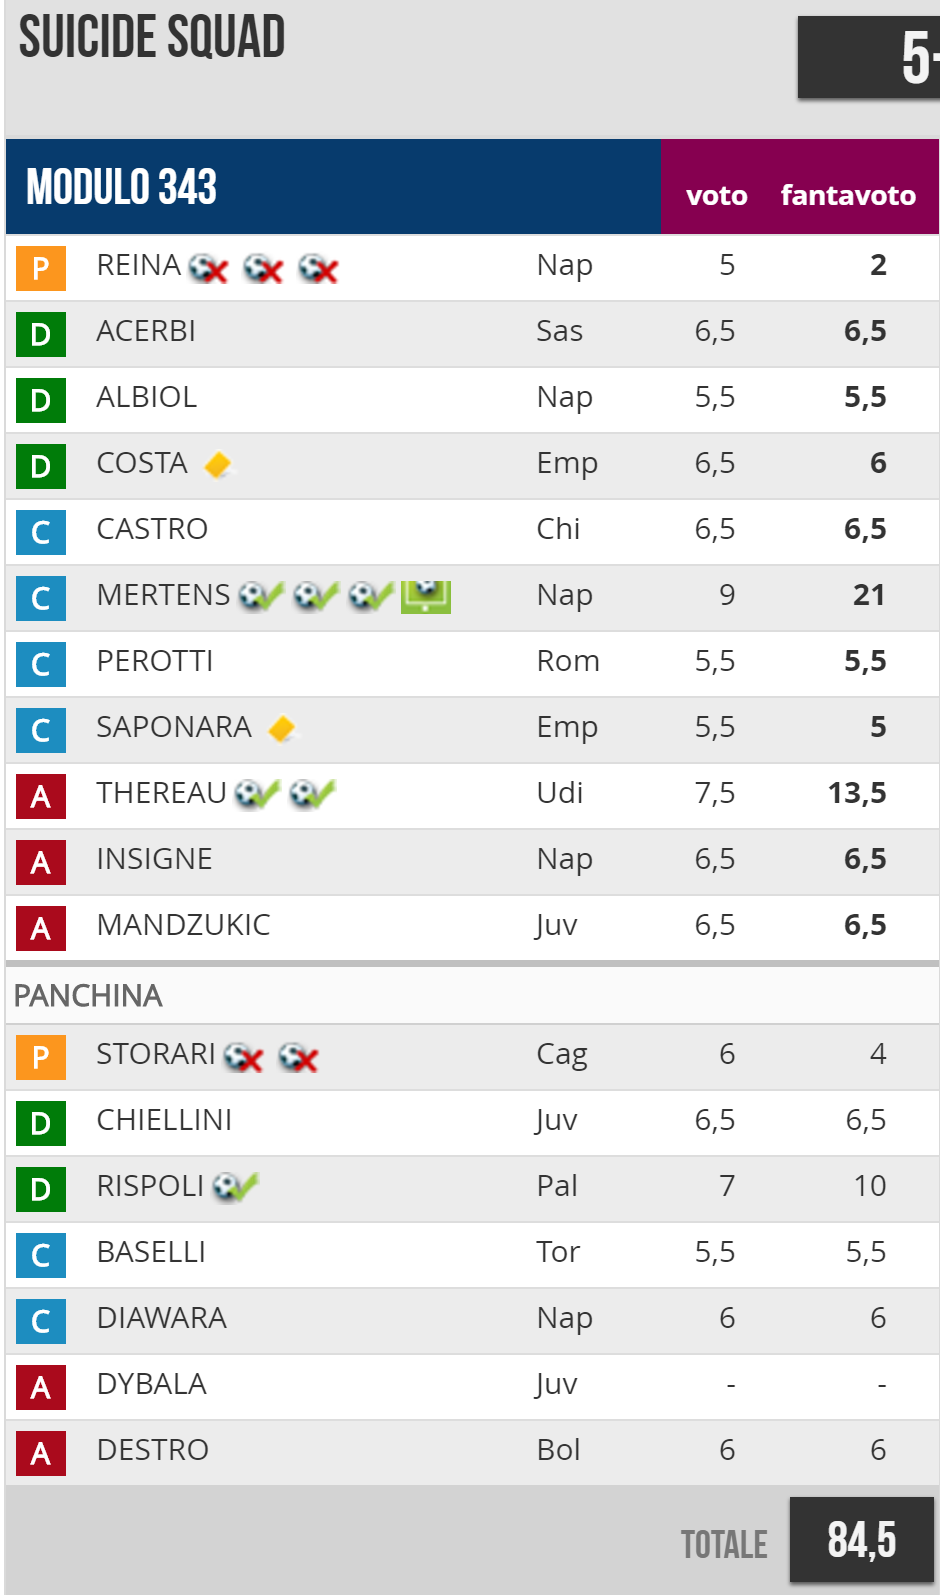 SUICIDE SQUAD
5-
MODULO 343 voto fantavoto
P REINA Nap 5 2
D ACERBI Sas 6,5 6,5
D ALBIOL Nap 5,5 5,5
D COSTA Emp 6,5 6
C CASTRO Chi 6,5 6,5
C MERTENS Nap 9 21
C PEROTTI Rom 5,5 5,5
C SAPONARA Emp 5,5 5
A THEREAU Udi 7,5 13,5
A INSIGNE Nap 6,5 6,5
A MANDZUKIC Juv 6,5 6,5
PANCHINA
P STORARI Cag 6 4
D CHIELLINI Juv 6,5 6,5
D RISPOLI Pal 7 10
C BASELLI Tor 5,5 5,5
C DIAWARA Nap 6 6
A DYBALA Juv - -
A DESTRO Bol 6 6
TOTALE 84,5